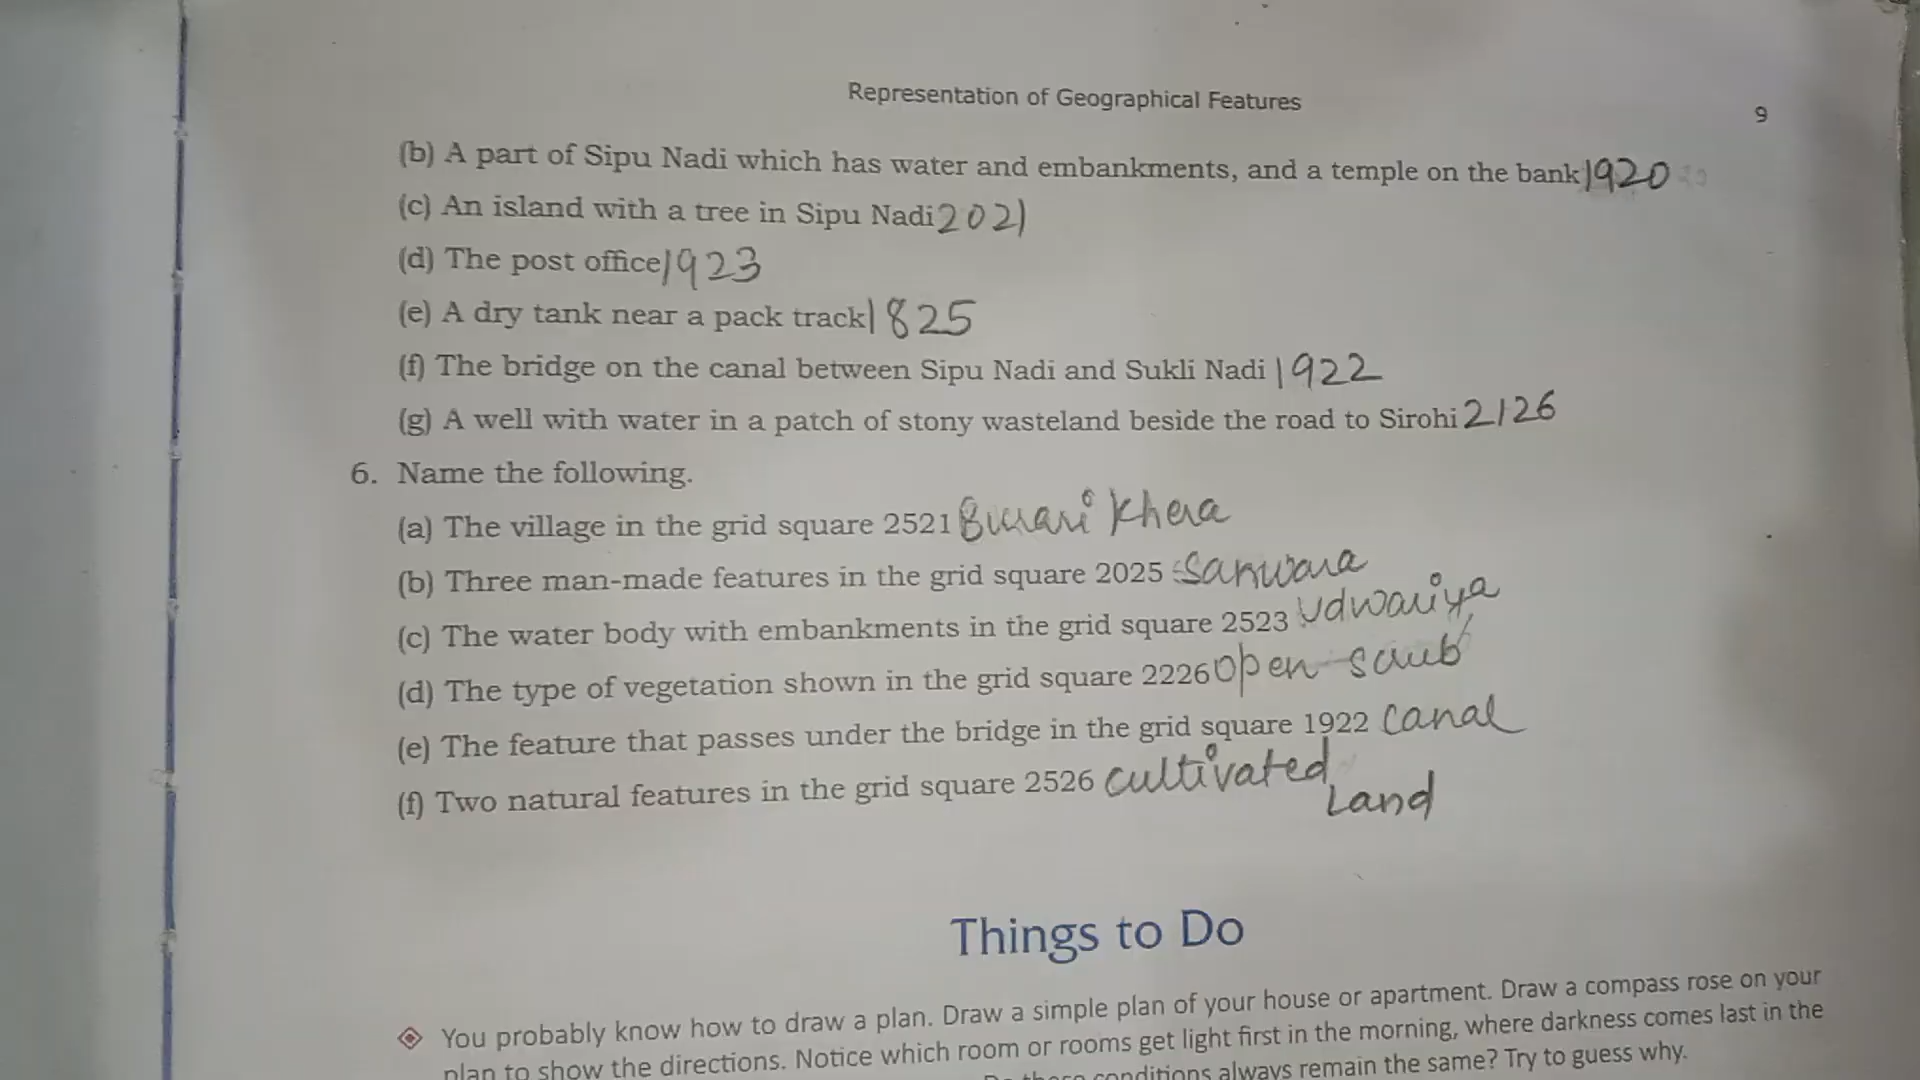 Representation of Geographical Features
9
(b) A part of Sipu Nadi which has water and embankments, and a temple on the bank 1920
(c) An island with a tree in Sipu Nadi 2021
(d) The post office 1923
(e) A dry tank near a pack track 1825
(f) The bridge on the canal between Sipu Nadi and Sukli Nadi 1922
(g) A well with water in a patch of stony wasteland beside the road to Sirohi 2126
6. Name the following.
(a) The village in the grid square 2521 Khera
(b) Three man-made features in the grid square 2025 Sanwara
(c) The water body with embankments in the grid square 2523 Udwariya
(d) The type of vegetation shown in the grid square 2226 open scrub
(e) The feature that passes under the bridge in the grid square 1922 canal
(f) Two natural features in the grid square 2526 cultivated
Land
Things to Do
You probably know how to draw a plan. Draw a simple plan of your house or apartment. Draw a compass rose on your
plan to show the directions. Notice which room or rooms get light first in the morning, where darkness comes last in the
conditions always remain the same? Try to guess why.